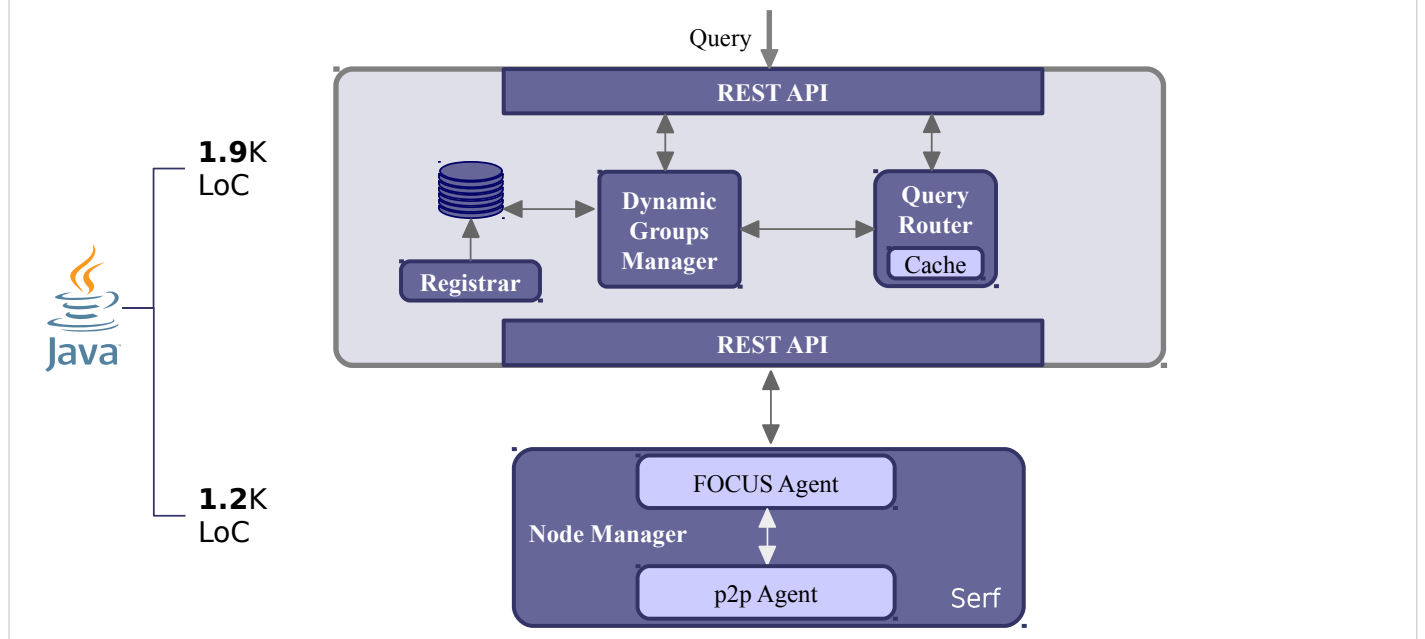 Query
REST API
1.9K
LoC
Dynamic
Groups
Manager
Query
Router
Cache
Registrar
Java
REST API
FOCUS Agent
1.2K
LoC
Node Manager
p2p Agent
Serf